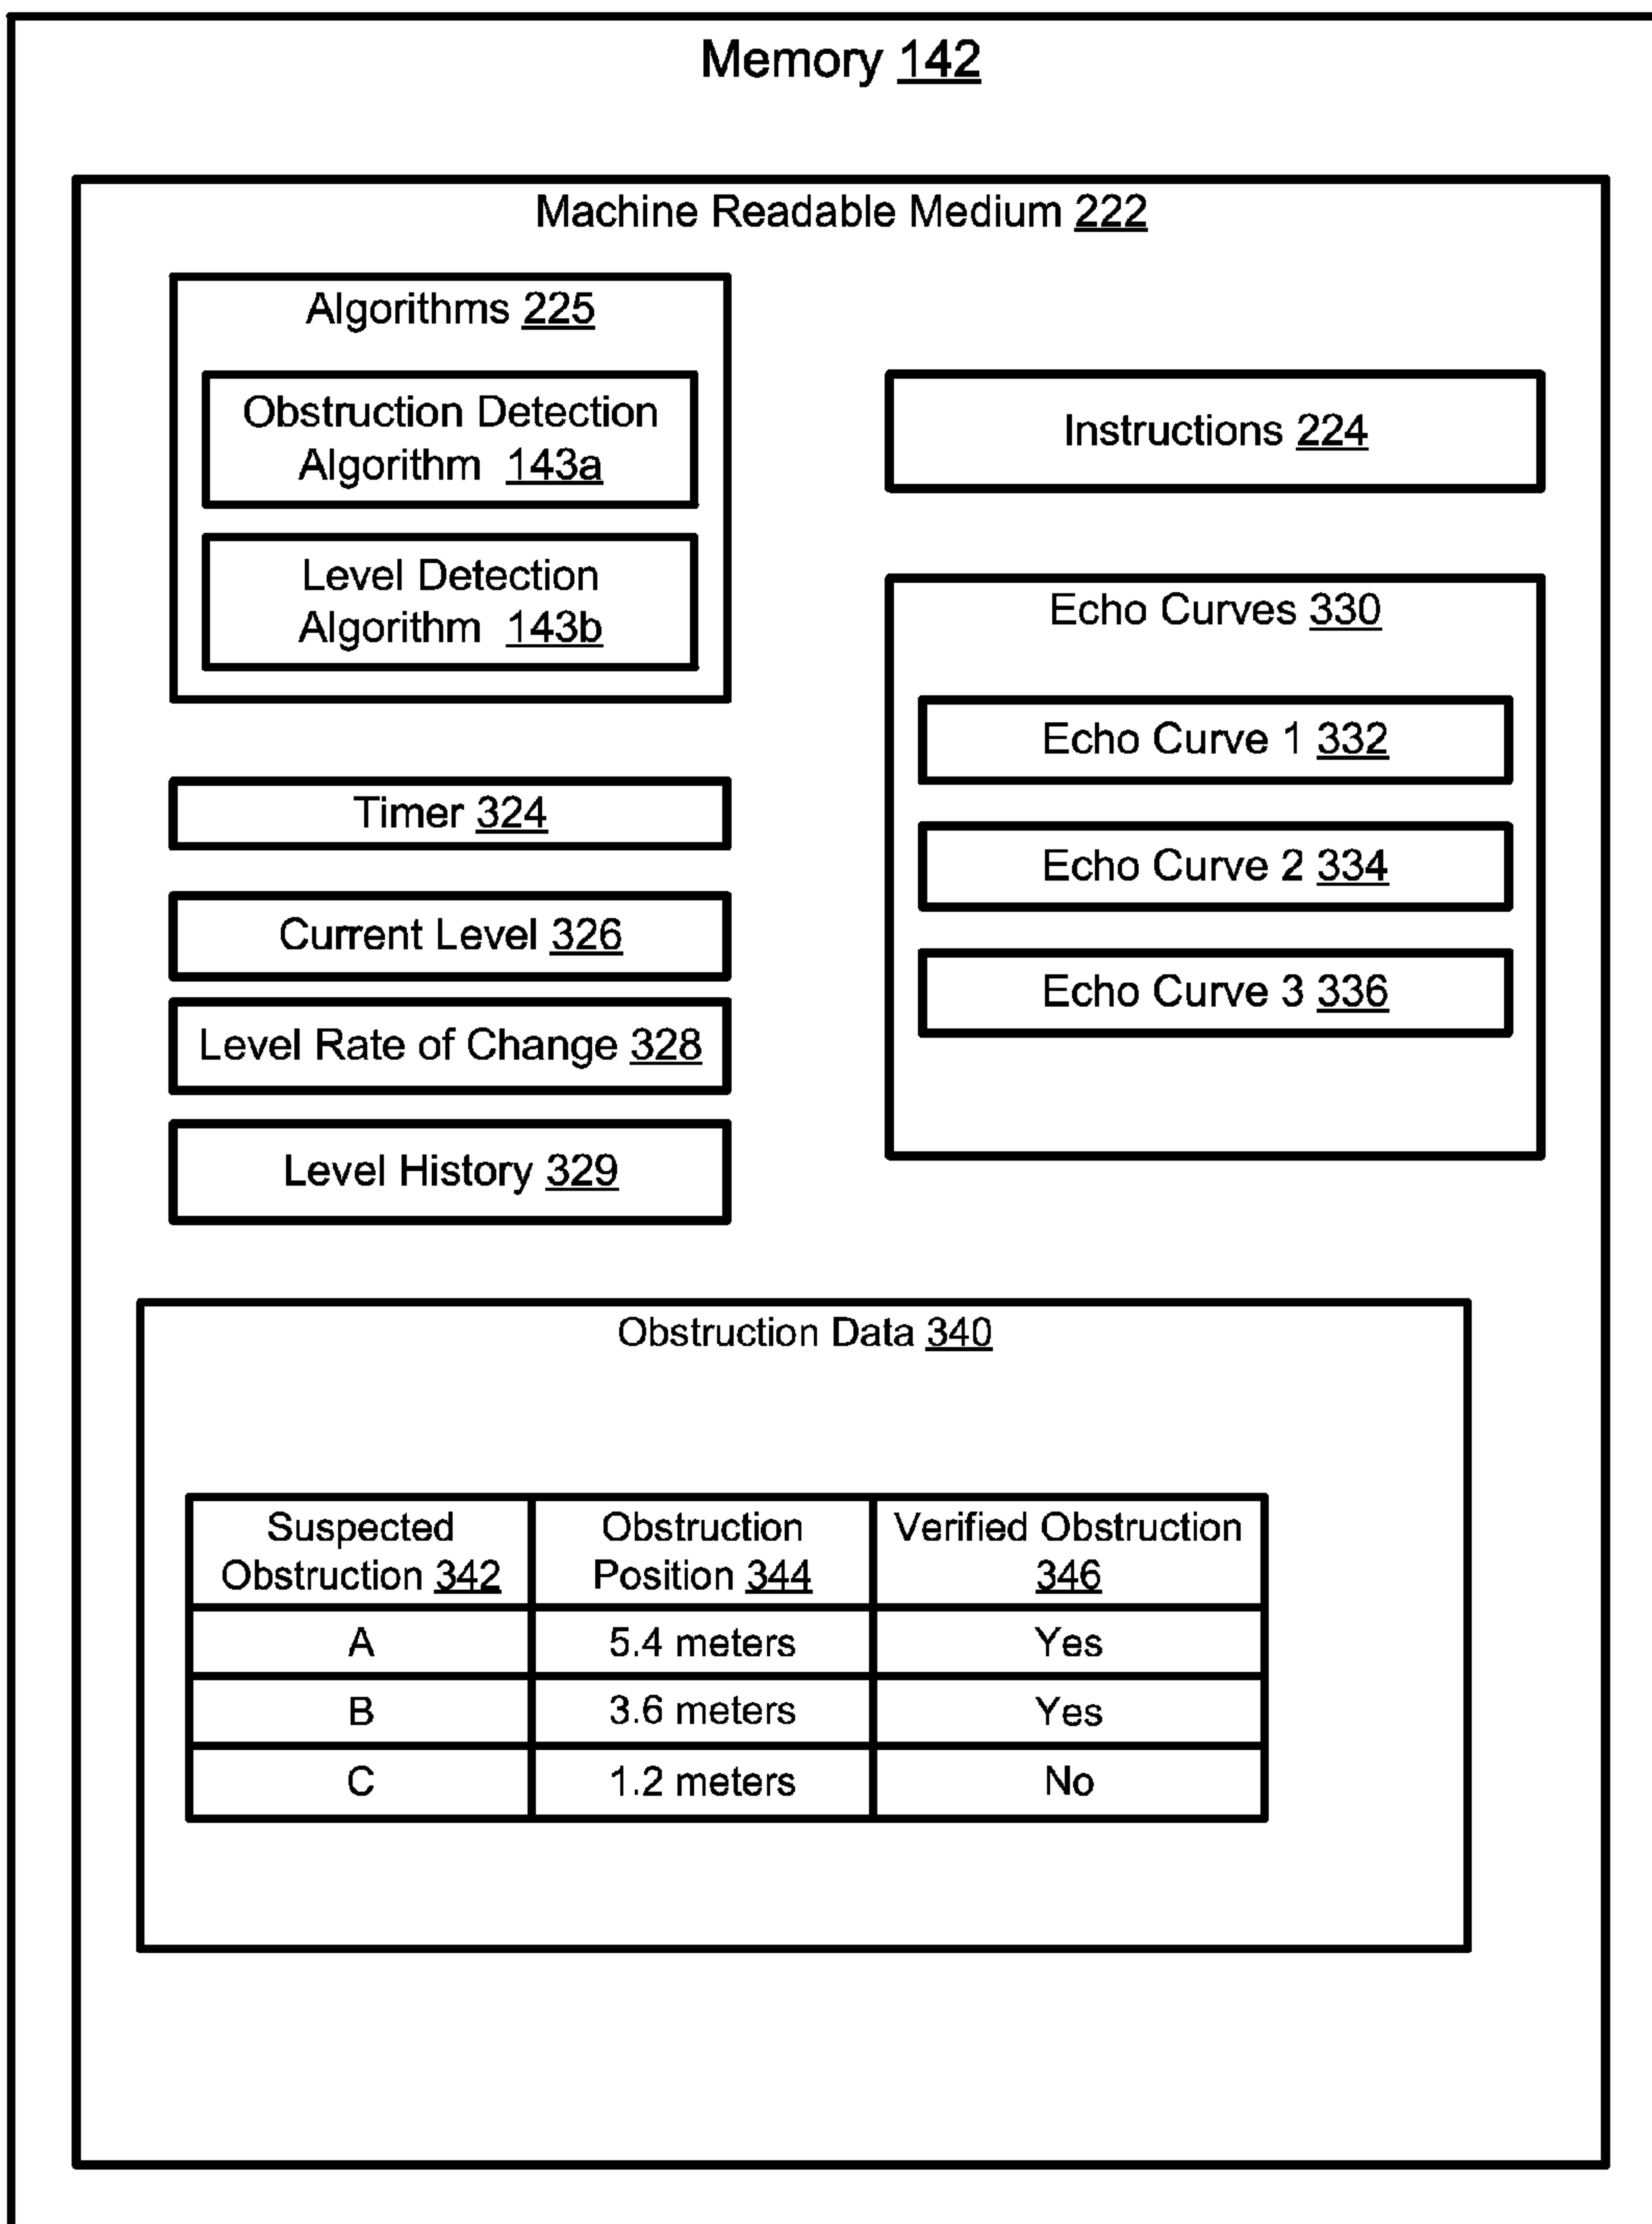 Memory 142
Machine Readable Medium 222
Algorithms 225
Obstruction Detection
Algorithm 143a
Level Detection
Algorithm 143b
Instructions 224
Echo Curves 330
Echo Curve 1 332
Echo Curve 2 334
Echo Curve 3 336
Timer 324
Current Level 326
Level Rate of Change 328
Level History 329
Obstruction Data 340
Suspected
Obstruction 342
Obstruction
Position 344
Verified Obstruction
346
A
5.4 meters
Yes
B
3.6 meters
Yes
C
1.2 meters
No